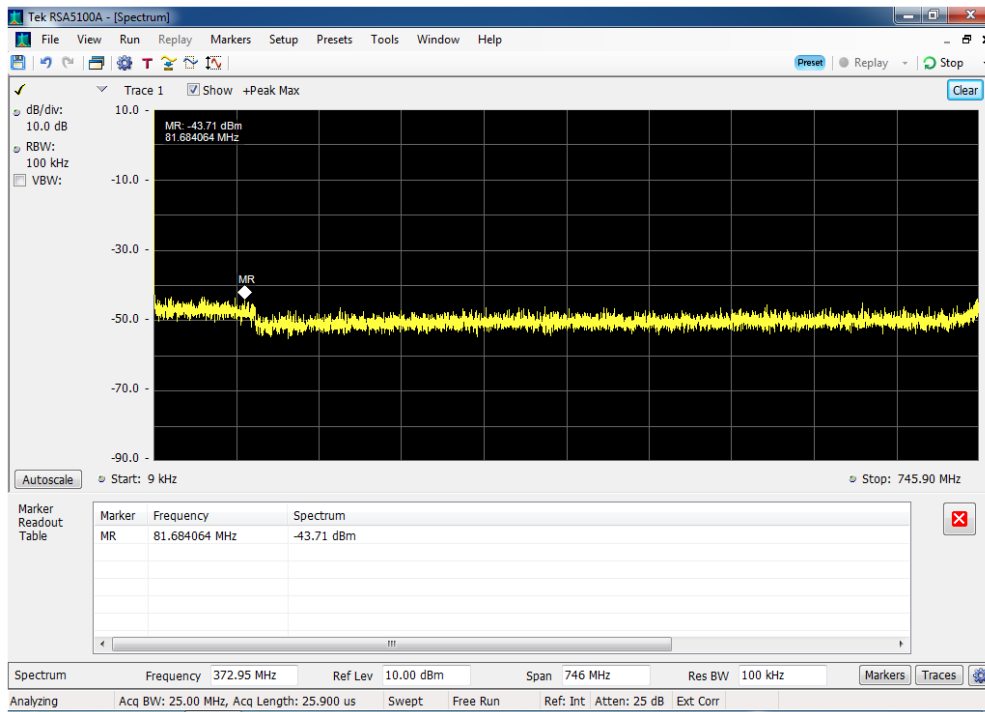 Tek RSA5100A - [Spectrum]
File View Run Replay Markers Setup Presets Tools Window Help
T Preset Replay Stop
Trace 1 Show +Peak Max Clear
dB/div:
10.0 dB
RBW:
100 kHz
VBW:
10.0
MR: -43.71 dBm
81.684064 MHz
-10.0
-30.0
MR
-50.0
-70.0
-90.0
Autoscale Start: 9 kHz Stop: 745.90 MHz
Marker
Readout
Table
Marker Frequency Spectrum
MR 81.684064 MHz -43.71 dBm
Spectrum Frequency 372.95 MHz Ref Lev 10.00 dBm Span 746 MHz Res BW 100 kHz Markers Traces
Analyzing Acq BW: 25.00 MHz, Acq Length: 25.900 us Swept Free Run Ref: Int Atten: 25 dB Ext Corr